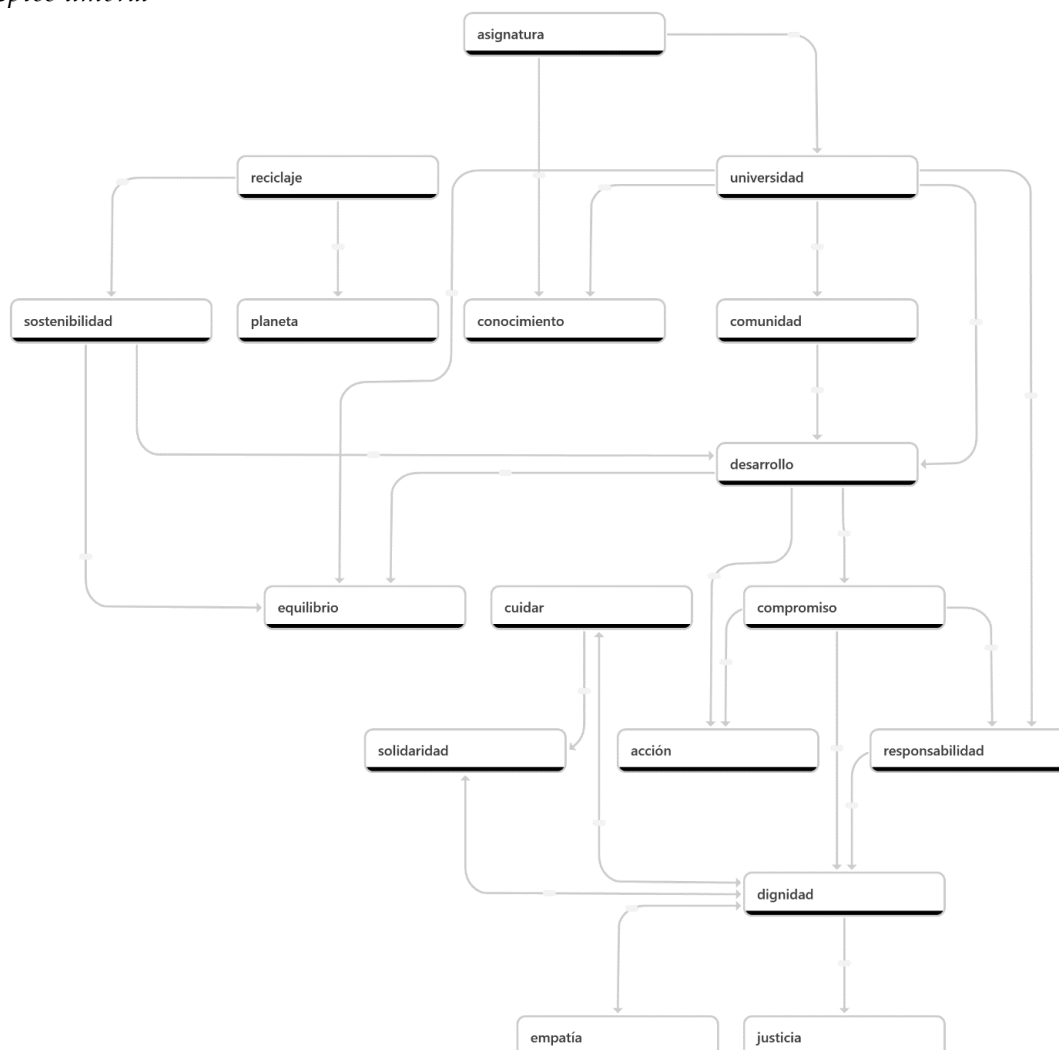 asignatura
reciclaje
universidad
sostenibilidad
planeta
conocimiento
comunidad
desarrollo
equilibrio
cuidar
compromiso
solidaridad
acción
responsabilidad
dignidad
empatía
justicia